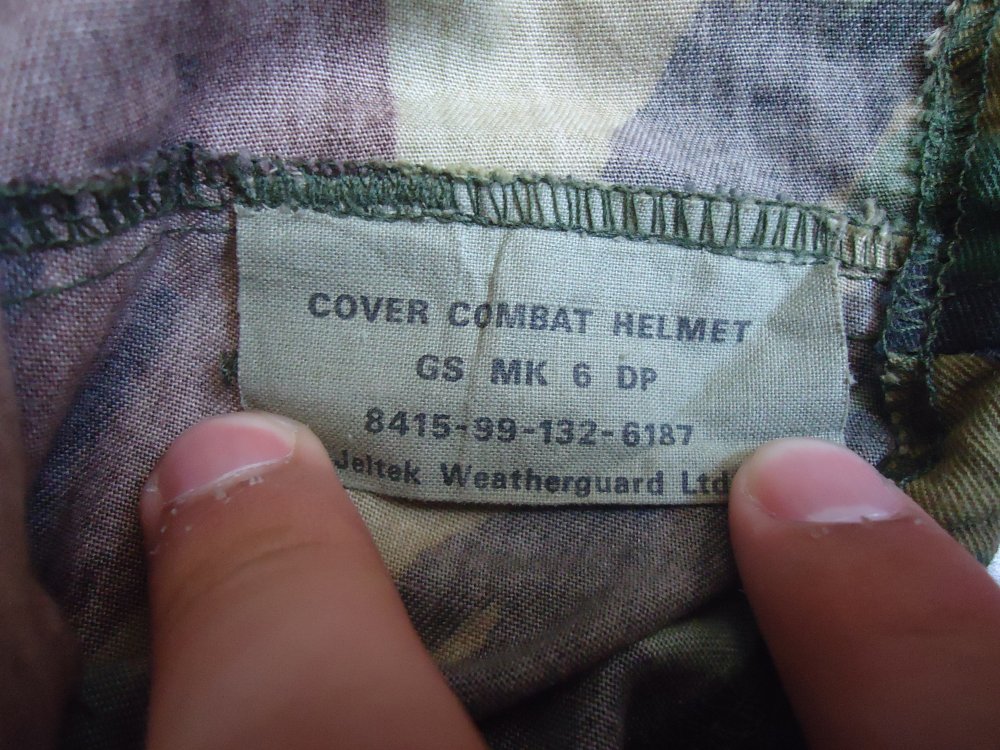 COVER COMBAT HELMET
GS MK 6 DP
8415-99-132-6187
Jeltek Weatherguard Ltd